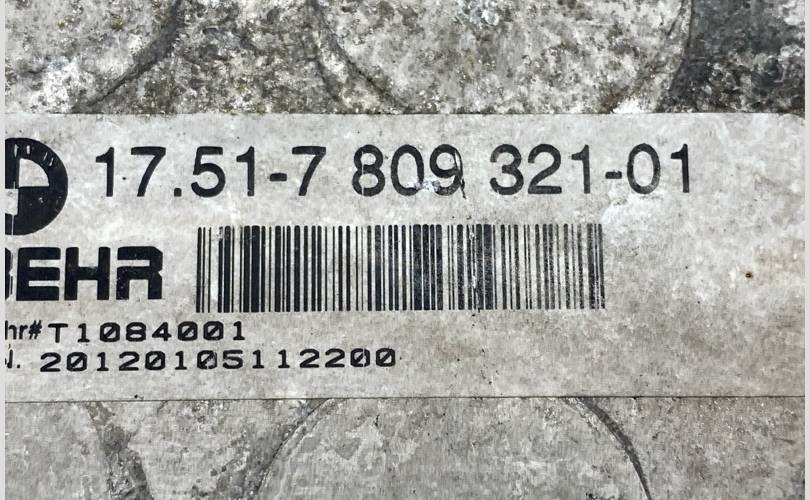 17.51-7 809 321-01
BEHR
hr# T1084001
N. 20120105112200